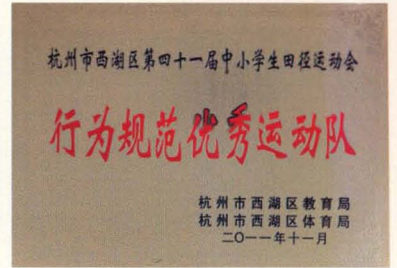 杭州市西湖区第四十一届中小学生田径运动会
行为规范优秀运动队
杭州市西湖区教育局
杭州市西湖区体育局
二〇一一年十一月